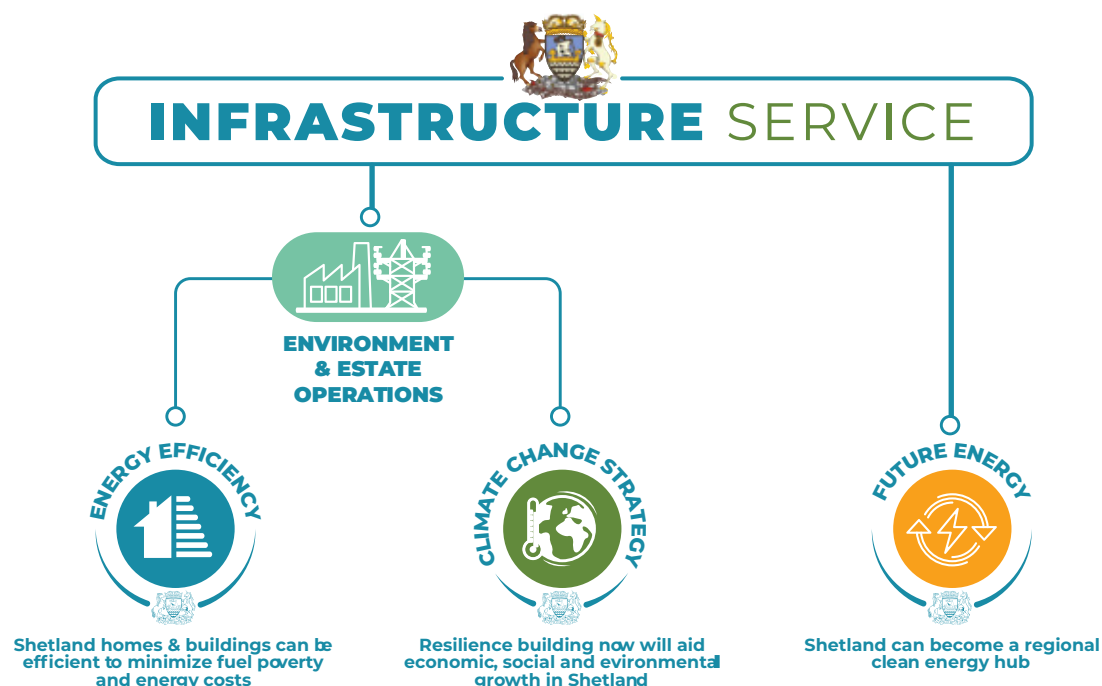 INFRASTRUCTURE SERVICE
ENVIRONMENT
& ESTATE
OPERATIONS
ENERGY EFFICIENCY
Shetland homes & buildings can be
efficient to minimize fuel poverty
and energy costs
CLIMATE CHANGE STRATEGY
Resilience building now will aid
economic, social and evironmental
growth in Shetland
FUTURE ENERGY
Shetland can become a regional
clean energy hub